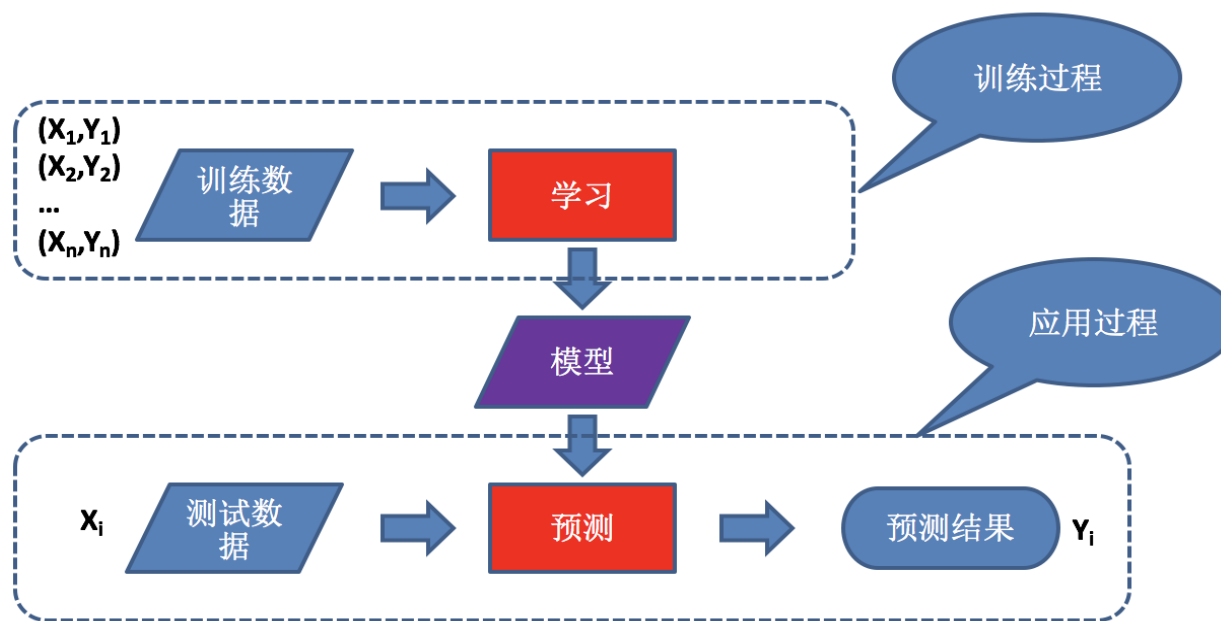 训练过程
(X₁,Y₁)
(X₂,Y₂)
...
(Xₙ,Yₙ)
训练数
据
学习
模型
应用过程
Xᵢ
测试数
据
预测
预测结果
Yᵢ